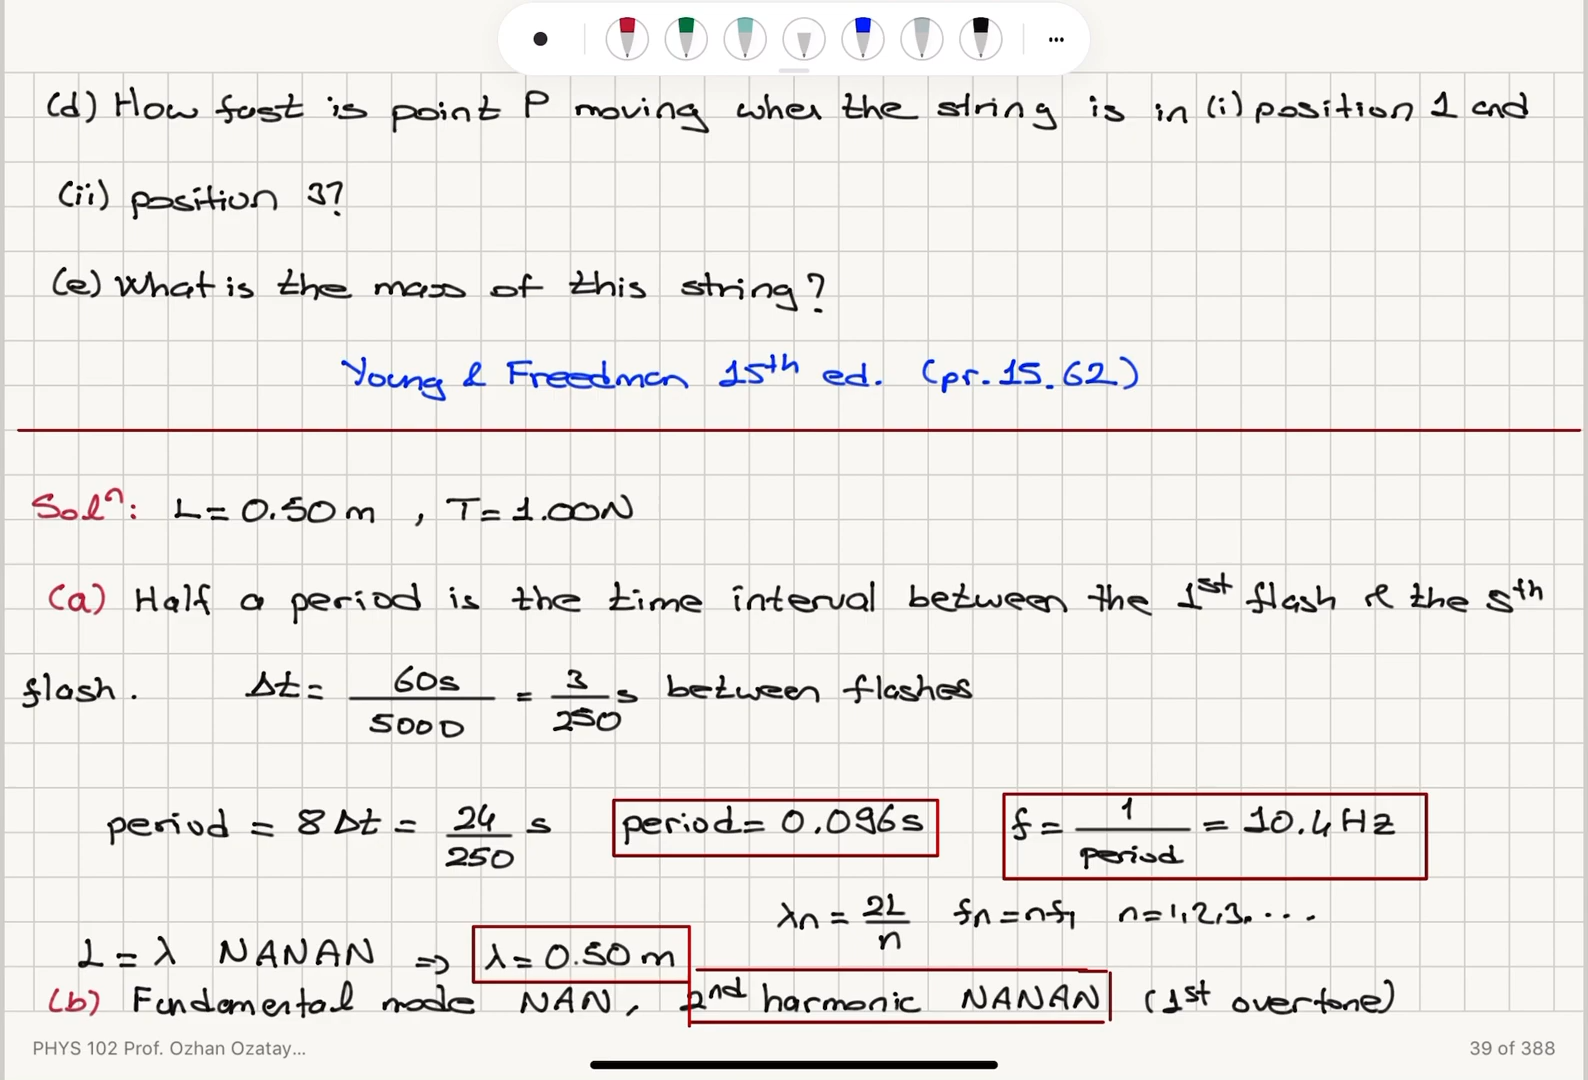 (d) How fast is point P moving when the string is in (i) position 1 and
(ii) position 3?
(e) What is the mass of this string?
Young & Freedman 15th ed. (pr. 15.62)
Solⁿ: L = 0.50 m , T = 1.00N
(a) Half a period is the time interval between the 1st flash & the 5th
flash. Δt = 60s / 5000 = 3/250 s between flashes
period = 8 Δt = 24/250 s period = 0.096 s f = 1/period = 10.4 Hz
λn = 2L/n fn = nf1 n = 1,2,3, ....
L = λ NANAN ⇒ λ = 0.50 m
(b) Fundamental mode NAN, 2nd harmonic NANAN (1st overtone)
PHYS 102 Prof. Ozhan Ozatay...
39 of 388